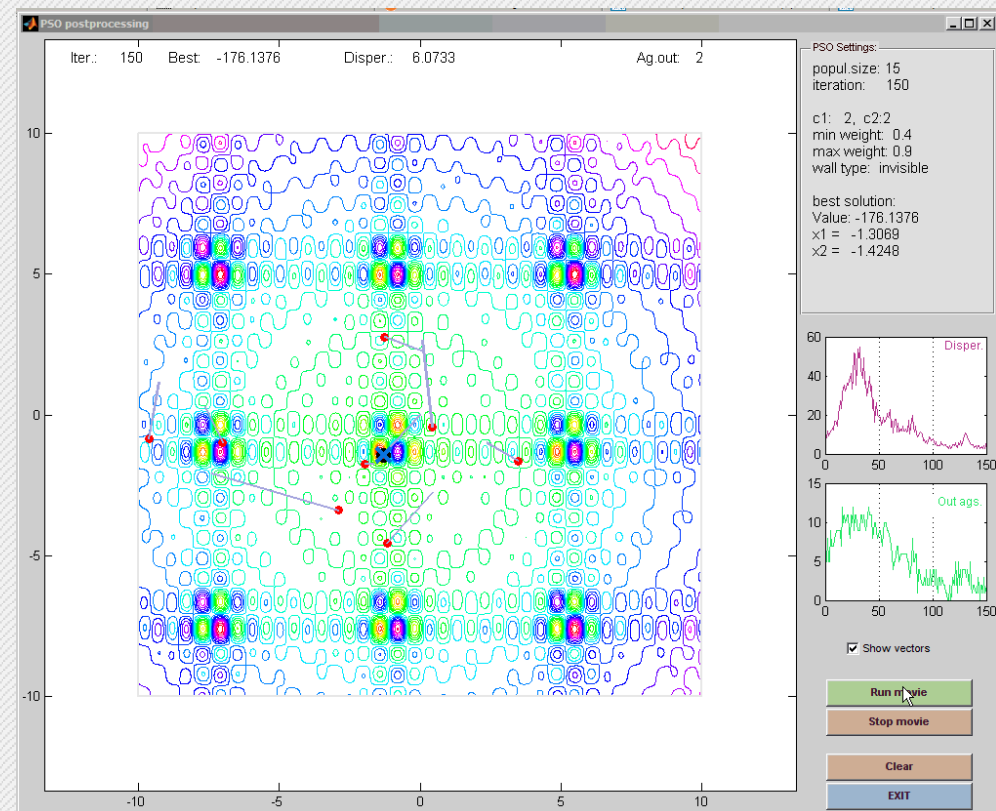 PSO postprocessing
Iter.: 150 Best: -176.1376 Disper.: 6.0733 Ag.out: 2
10
5
0
-5
-10
-10 -5 0 5 10
PSO Settings:
popul.size: 15
iteration: 150
c1: 2, c2:2
min weight: 0.4
max weight: 0.9
wall type: invisible
best solution:
Value: -176.1376
x1 = -1.3069
x2 = -1.4248
Disper.
60
40
20
0
0 50 100 150
Out ags.
15
10
5
0
0 50 100 150
Show vectors
Run movie
Stop movie
Clear
EXIT